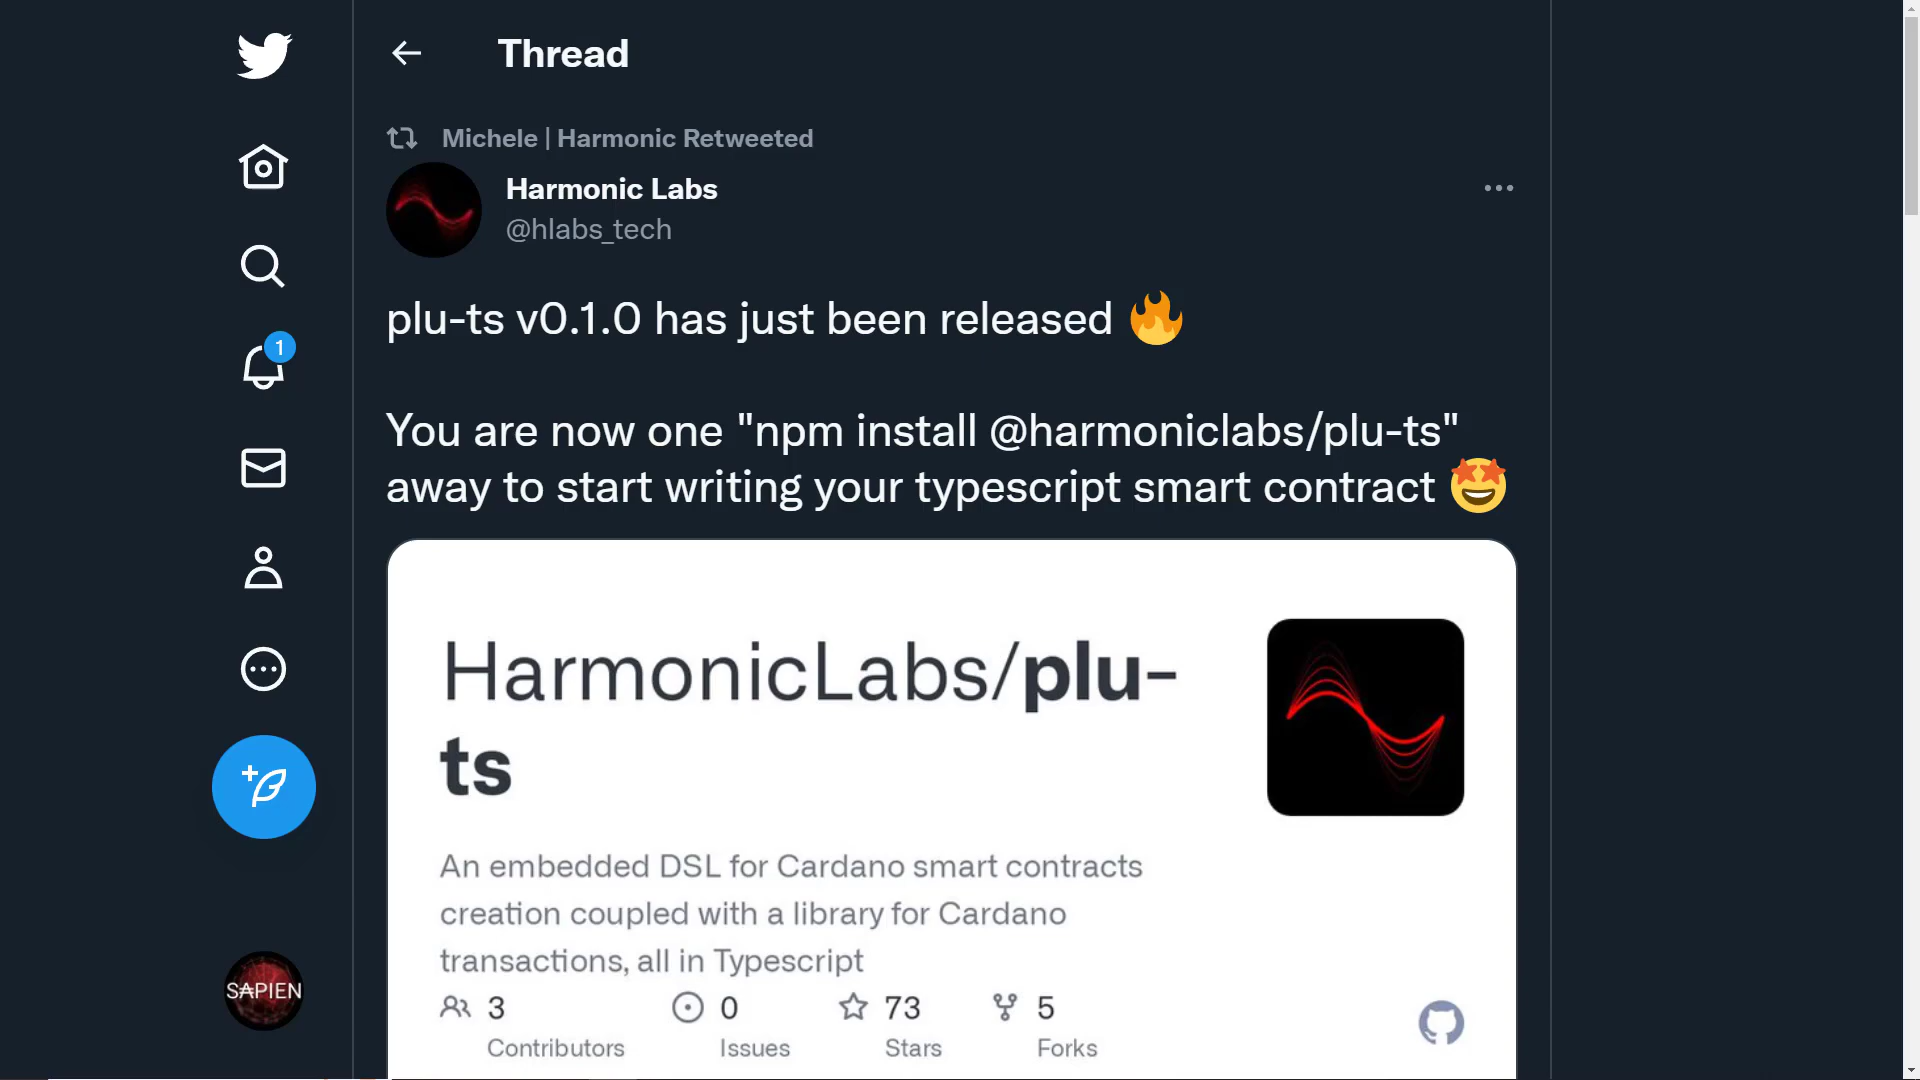 Thread
Michele | Harmonic Retweeted
Harmonic Labs
@hlabs_tech
plu-ts v0.1.0 has just been released 🔥
1
You are now one "npm install @harmoniclabs/plu-ts"
away to start writing your typescript smart contract 🤩
HarmonicLabs/plu-
ts
An embedded DSL for Cardano smart contracts
creation coupled with a library for Cardano
transactions, all in Typescript
SAPIEN
3 0 73 5
Contributors Issues Stars Forks